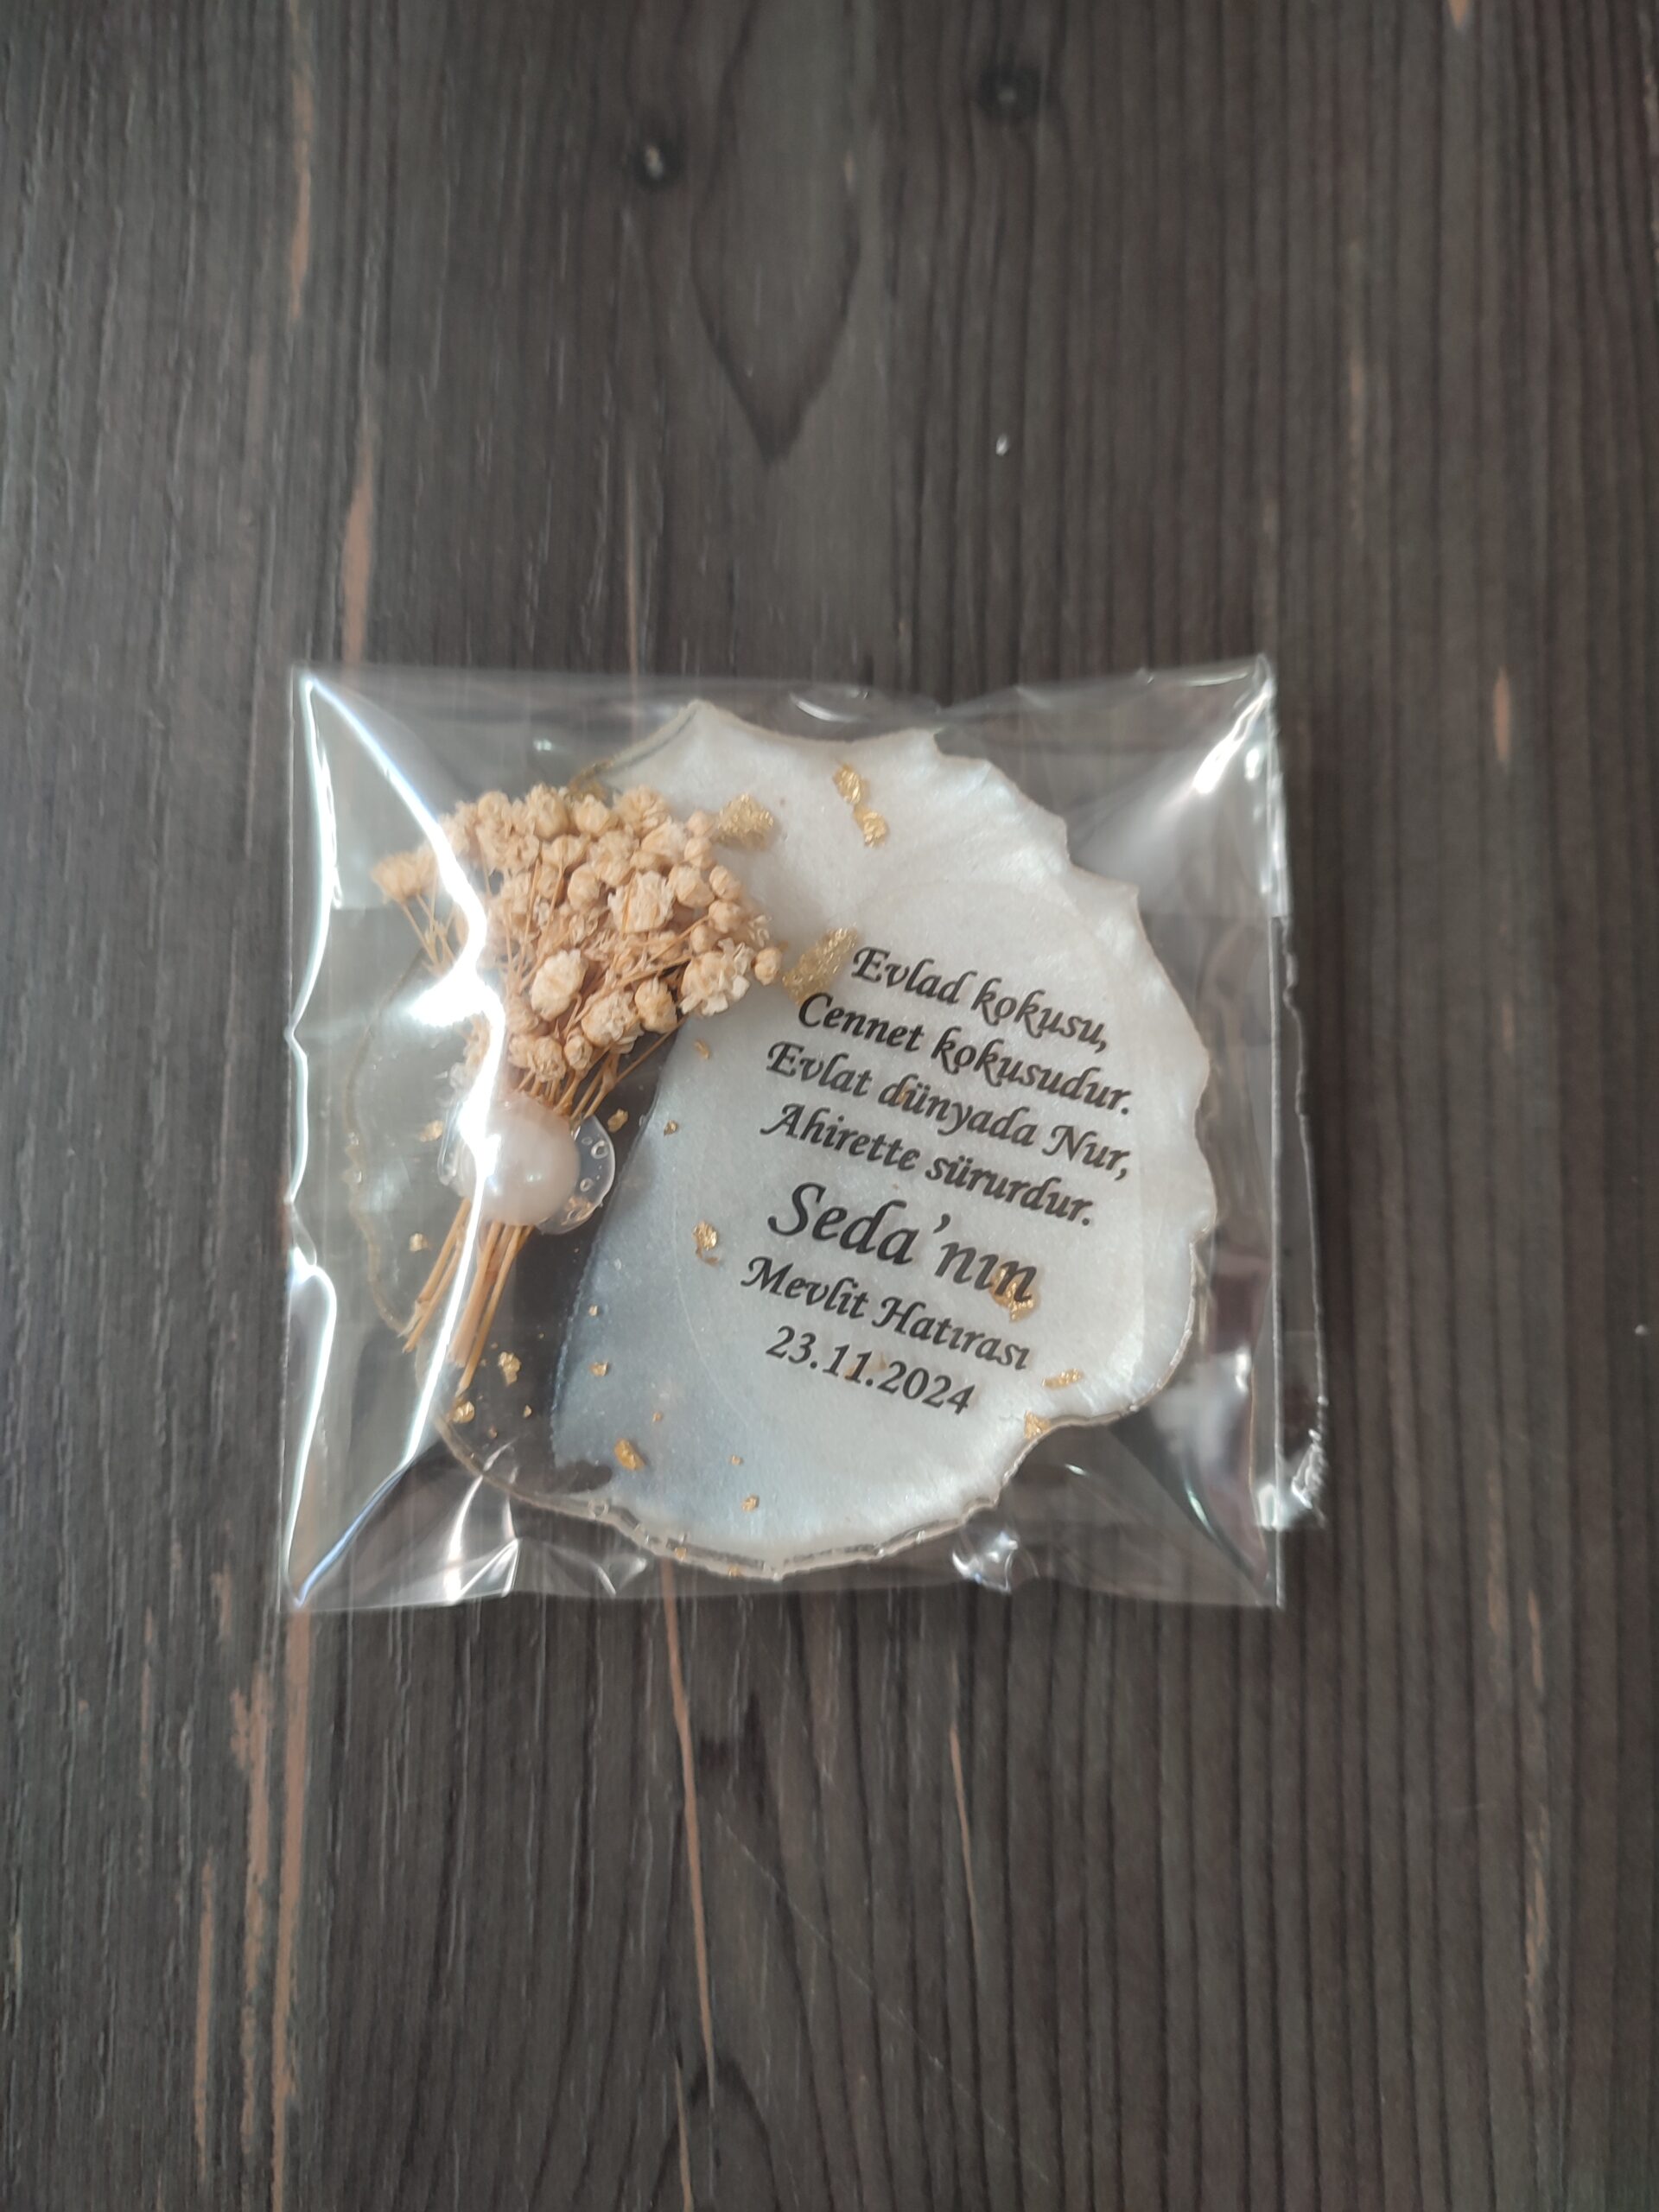 Evlad kokusu,
Cennet kokusudur.
Evlat dünyada Nur,
Ahirette sürurdur.
Seda'nın
Mevlit Hatırası
23.11.2024